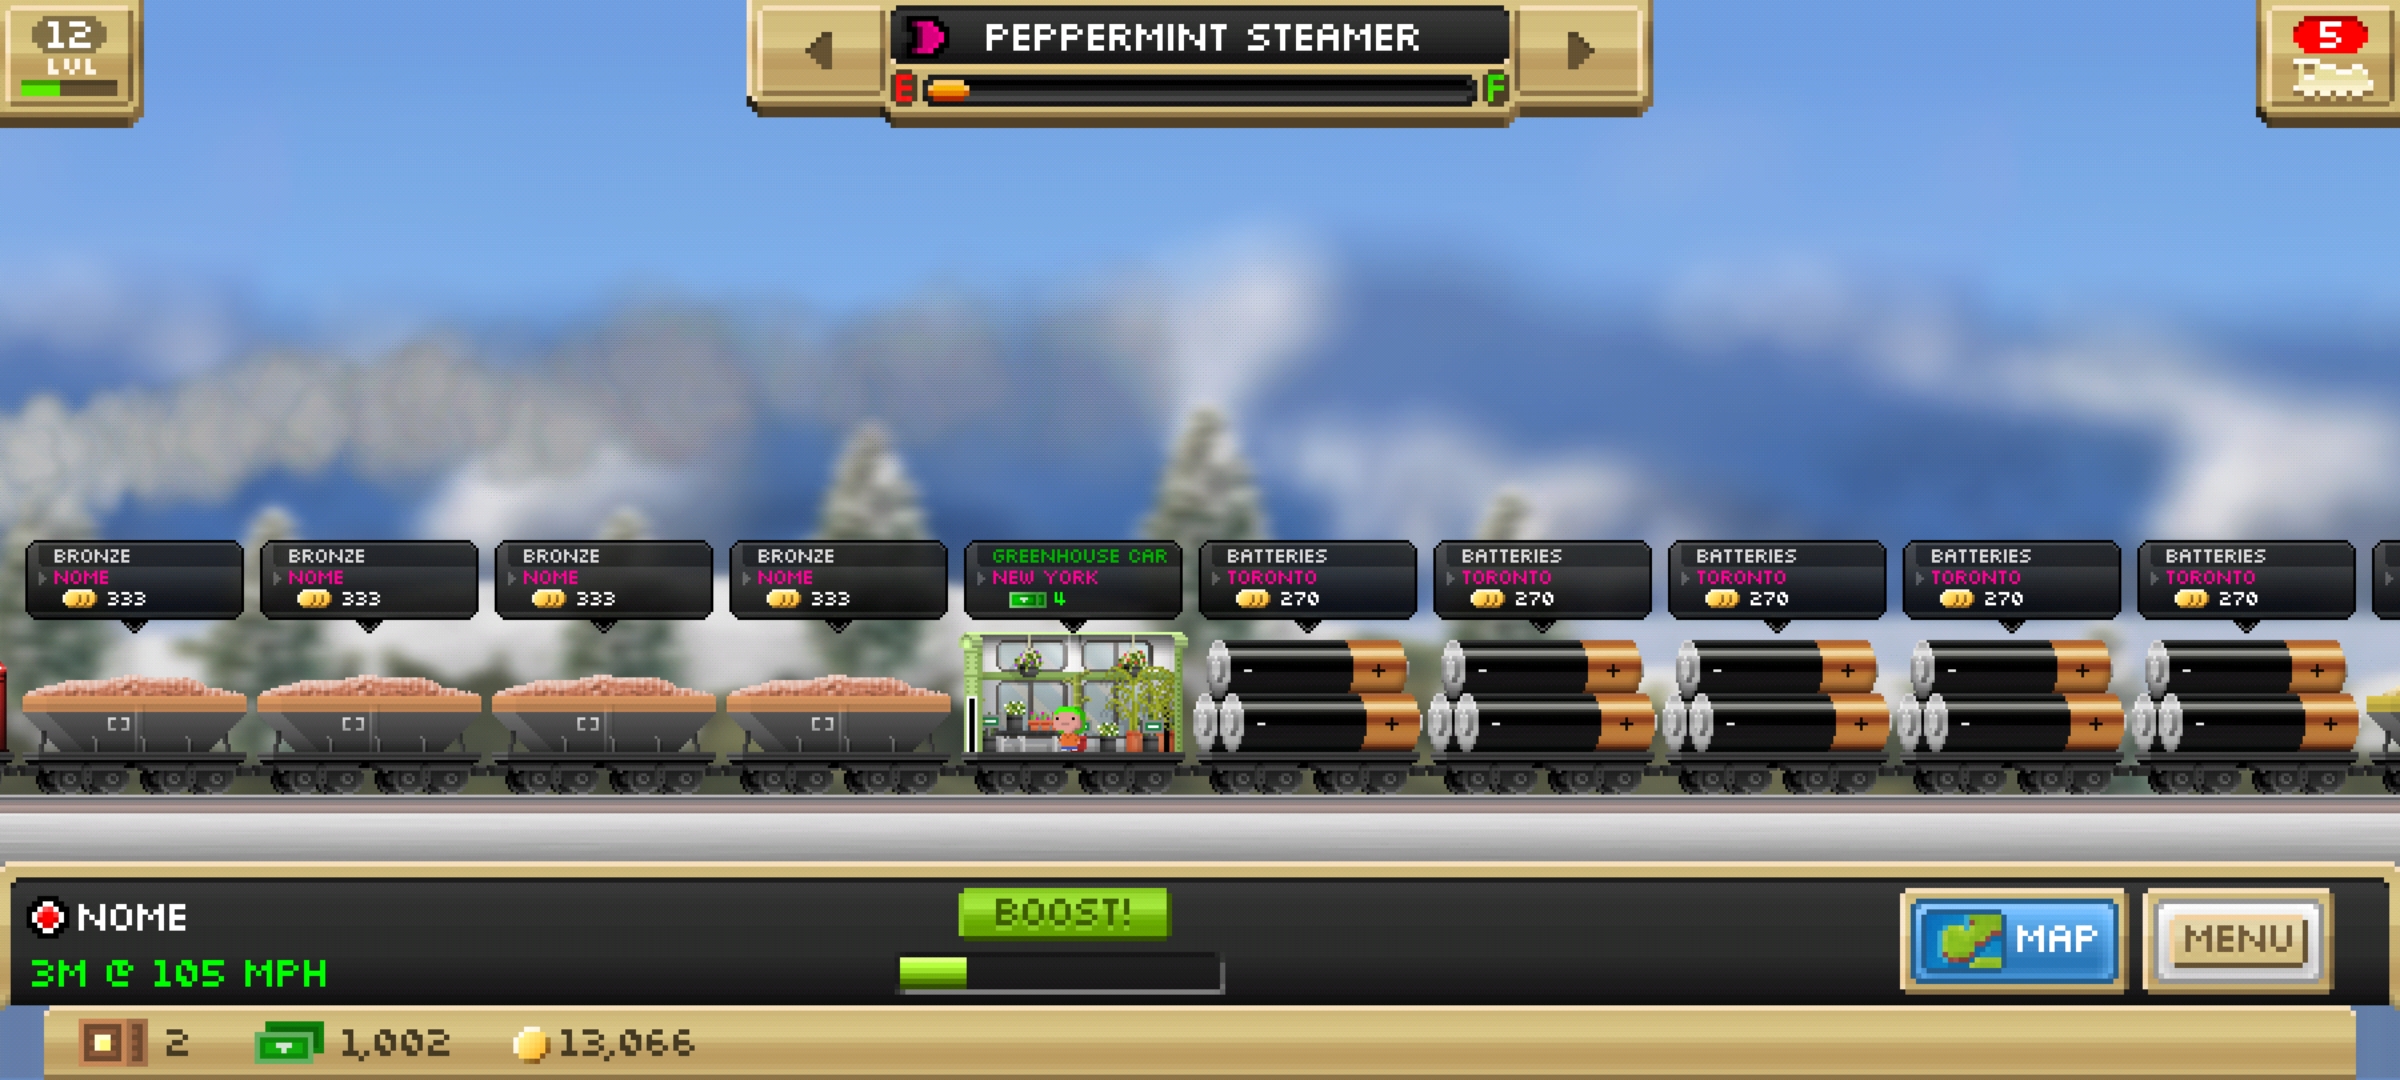 12
LVL
PEPPERMINT STEAMER
E F
5
BRONZE
NOME
333
BRONZE
NOME
333
BRONZE
NOME
333
BRONZE
NOME
333
GREENHOUSE CAR
NEW YORK
4
BATTERIES
TORONTO
270
BATTERIES
TORONTO
270
BATTERIES
TORONTO
270
BATTERIES
TORONTO
270
BATTERIES
TORONTO
270
- + - + - + - + - +
- + - + - + - + - +
NOME
3M @ 105 MPH
BOOST!
MAP
MENU
2 1,002 13,066